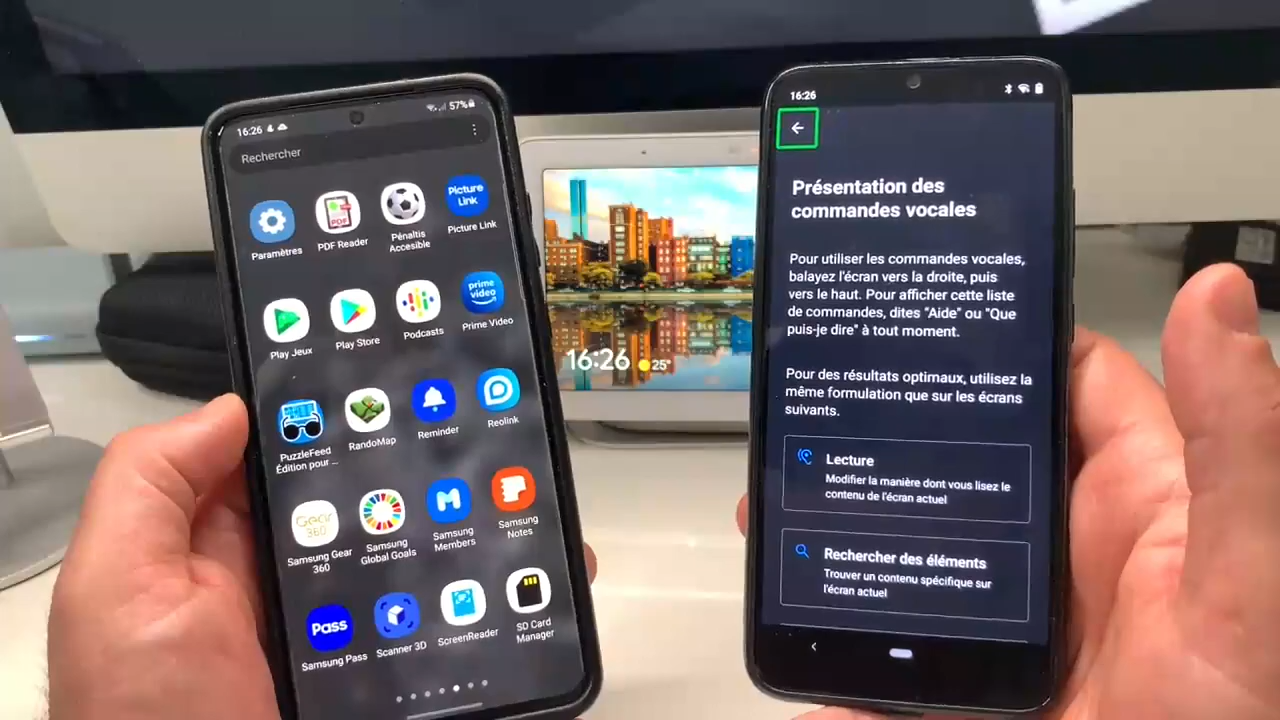 16:26
57%
Rechercher
Paramètres
PDF
PDF Reader
Pénaltis
Accesible
Picture
Link
Picture Link
Play Jeux
Play Store
Podcasts
prime
video
Prime Video
PuzzleFeed
Édition pour ...
RandoMap
Reminder
Reolink
Gear
360
Samsung Gear
360
Samsung
Global Goals
Samsung
Members
Samsung
Notes
Pass
Samsung Pass
Scanner 3D
ScreenReader
SD Card
Manager
16:26
25°
16:26
Présentation des
commandes vocales
Pour utiliser les commandes vocales,
balayez l'écran vers la droite, puis
vers le haut. Pour afficher cette liste
de commandes, dites "Aide" ou "Que
puis-je dire" à tout moment.
Pour des résultats optimaux, utilisez la
même formulation que sur les écrans
suivants.
Lecture
Modifier la manière dont vous lisez le
contenu de l'écran actuel
Rechercher des éléments
Trouver un contenu spécifique sur
l'écran actuel